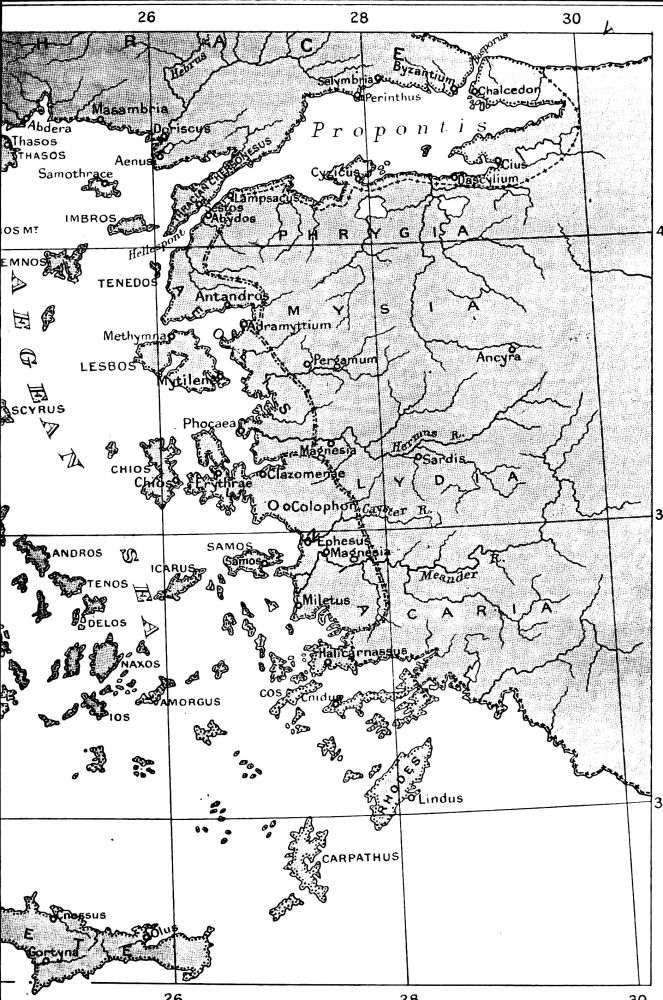 26 28 30
THRACE
Hebrus
Bosporus
Selymbria
Byzantium
Masambria
Perinthus
Chalcedon
Abdera
Doriscus
Propontis
Thasos
THASOS
Aenus
THRACIAN CHERSONESUS
Cius
Samothrace
Cyzicus
Dascylium
Lampsacus
Sestos
IMBROS
Abydos
OS MT
Hellespont
PHRYGIA
4
EMNOS
TENEDOS
Antandros
MYSIA
Adramyttium
Methymna
Ancyra
LESBOS
Pergamum
Mytilene
AEOLIS
AEGEAN SEA
SCYRUS
Phocaea
Hermus R.
Magnesia
Sardis
CHIOS
Chios
Erythrae
Clazomenae
LYDIA
Colophon
Cayster R.
3
ANDROS
SAMOS
Ephesus
Samos
Magnesia
ICARUS
TENOS
Meander R.
Miletus
CARIA
DELOS
Halicarnassus
NAXOS
COS
Cnidus
AMORGUS
IOS
RHODES
Lindus
3
CARPATHUS
Cnossus
Olus
ETE
Gortyna
26 28 30